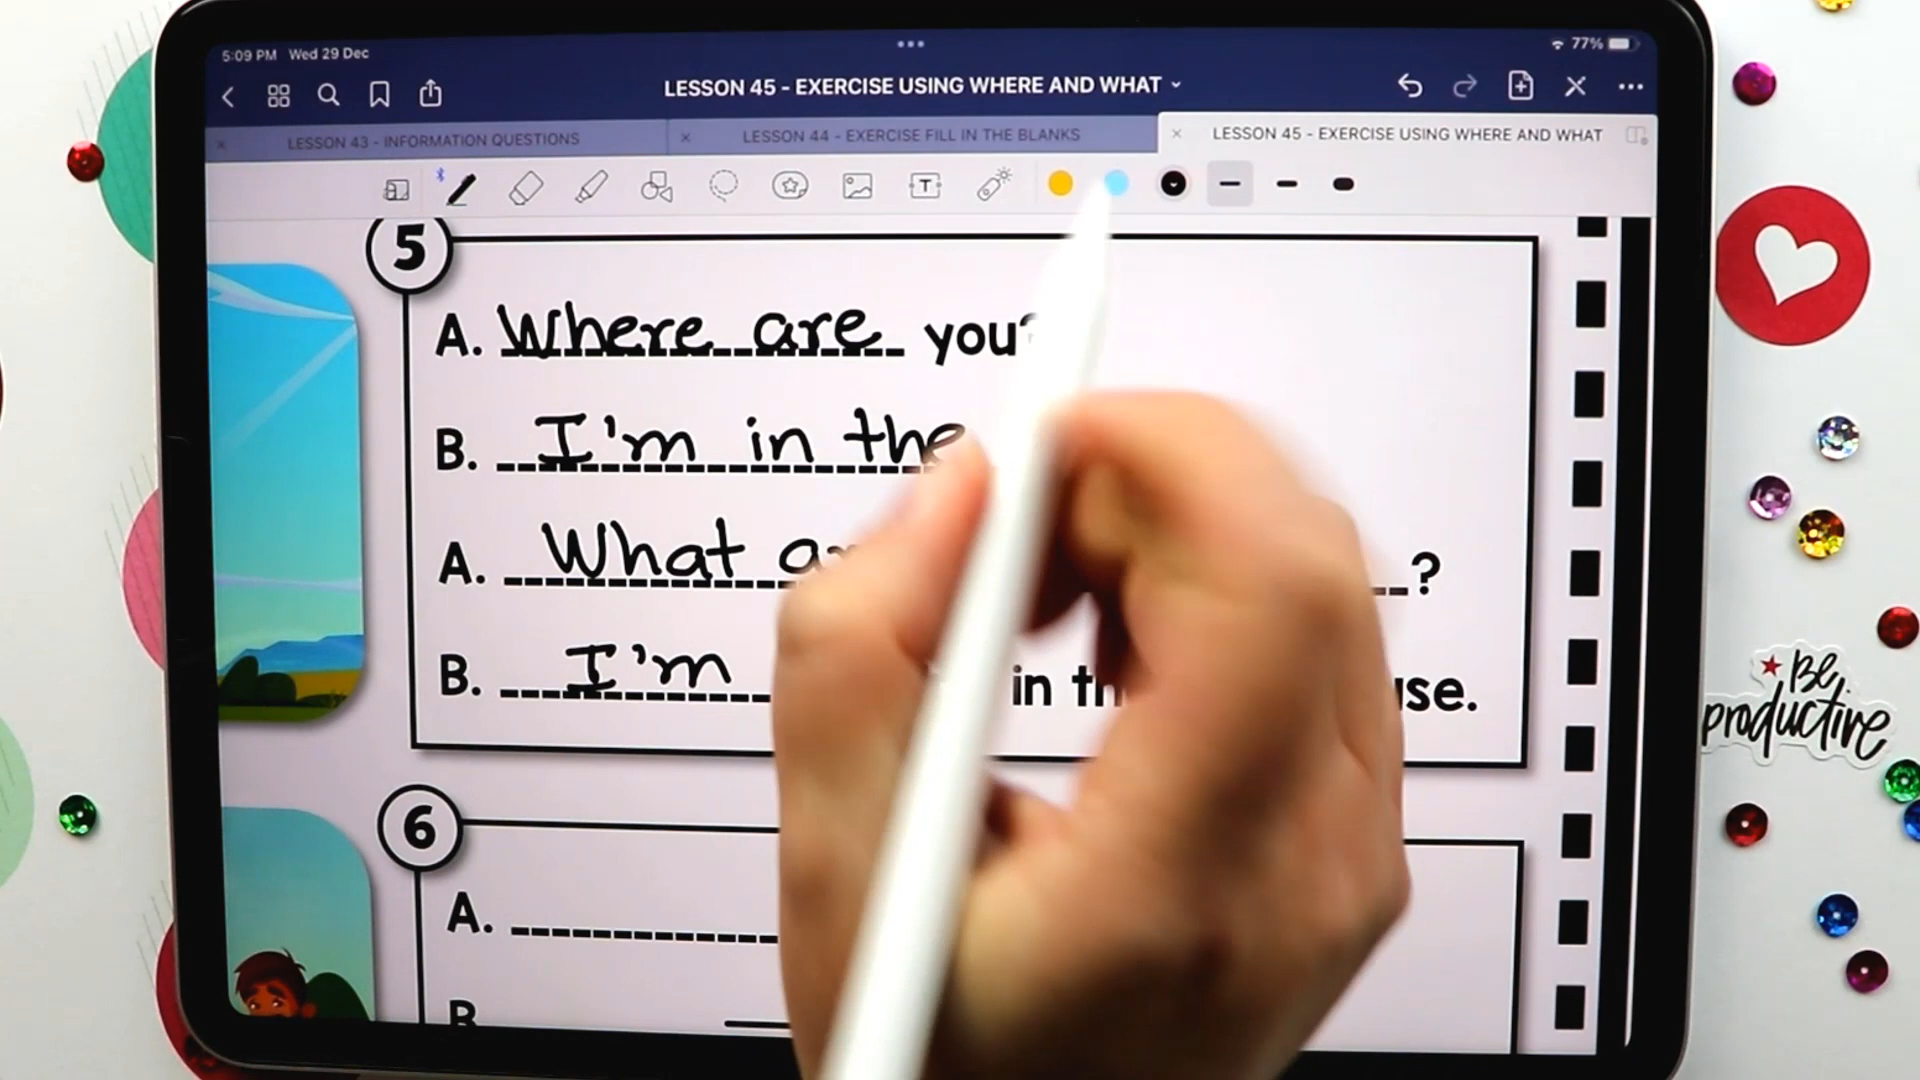 5:09 PM Wed 29 Dec
77%
LESSON 45 - EXERCISE USING WHERE AND WHAT
LESSON 43 - INFORMATION QUESTIONS
LESSON 44 - EXERCISE FILL IN THE BLANKS
LESSON 45 - EXERCISE USING WHERE AND WHAT
T
5
A. Where are you?
B. I'm in the
A. What ?
B. I'm in
6
A.
B
BE
productive